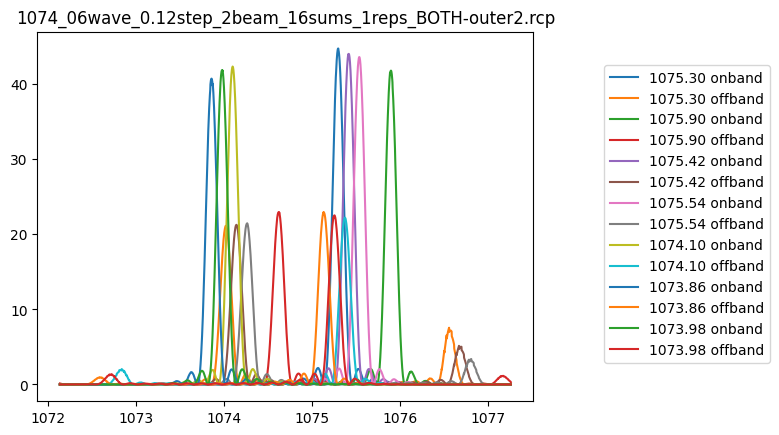 1074_06wave_0.12step_2beam_16sums_1reps_BOTH-outer2.rcp
40
30
20
10
0
1072
1073
1074
1075
1076
1077
1075.30 onband
1075.30 offband
1075.90 onband
1075.90 offband
1075.42 onband
1075.42 offband
1075.54 onband
1075.54 offband
1074.10 onband
1074.10 offband
1073.86 onband
1073.86 offband
1073.98 onband
1073.98 offband